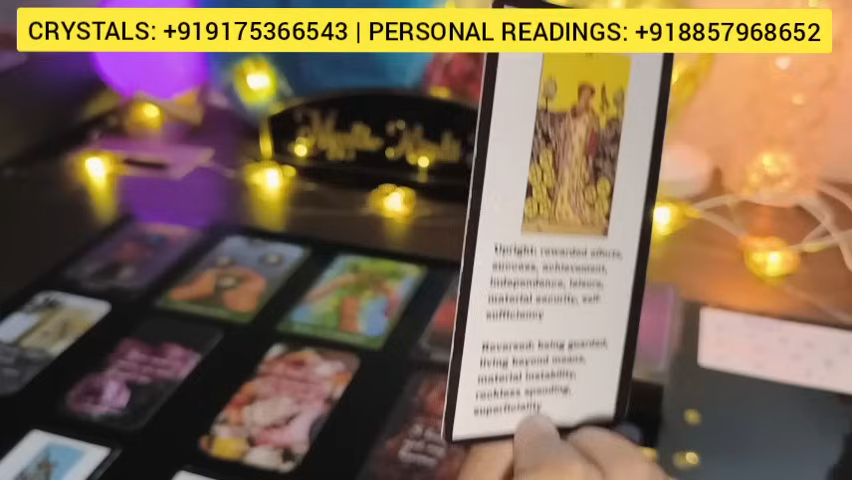 CRYSTALS: +919175366543 | PERSONAL READINGS: +918857968652
Upright: rewarded efforts,
success, achievement,
independence, leisure,
material security, self-
sufficiency
Reversed: being guarded,
living beyond means,
material instability,
reckless spending,
superficiality